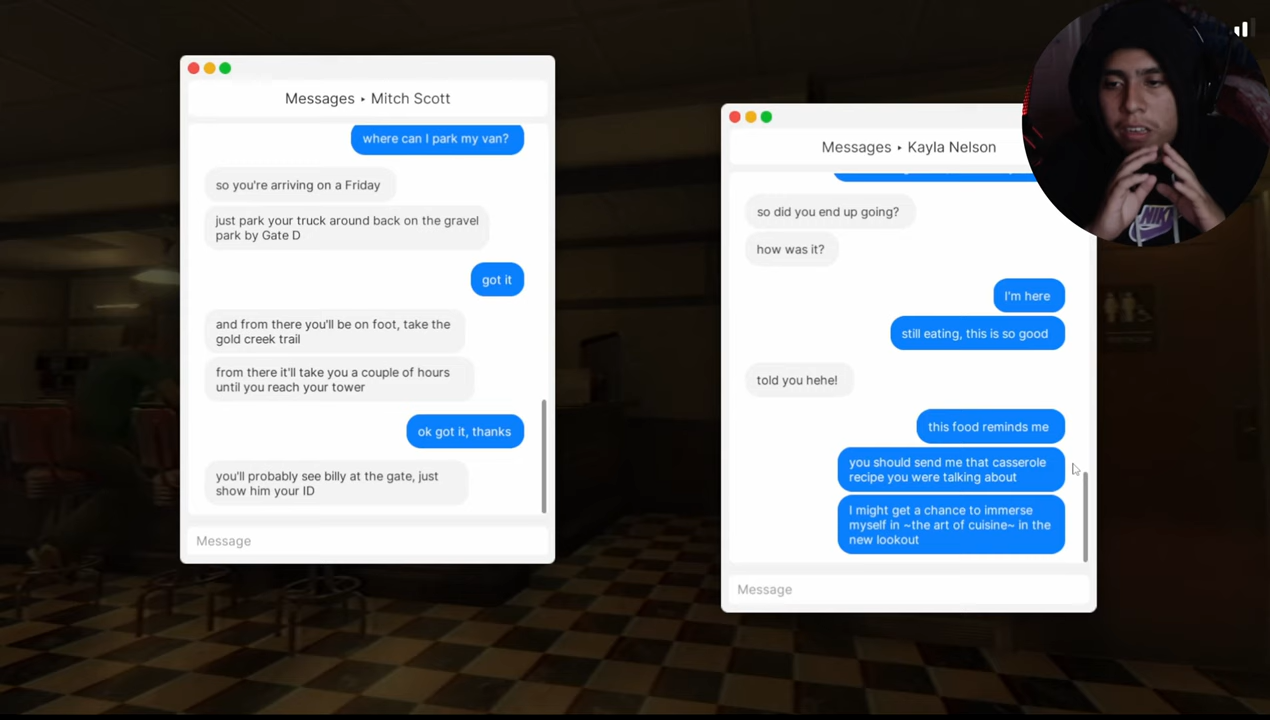 Messages ‣ Mitch Scott
where can I park my van?
so you're arriving on a Friday
just park your truck around back on the gravel
park by Gate D
got it
and from there you'll be on foot, take the
gold creek trail
from there it'll take you a couple of hours
until you reach your tower
ok got it, thanks
you'll probably see billy at the gate, just
show him your ID
Message
Messages ‣ Kayla Nelson
so did you end up going?
how was it?
I'm here
still eating, this is so good
told you hehe!
this food reminds me
you should send me that casserole
recipe you were talking about
I might get a chance to immerse
myself in ~the art of cuisine~ in the
new lookout
Message
NIKE